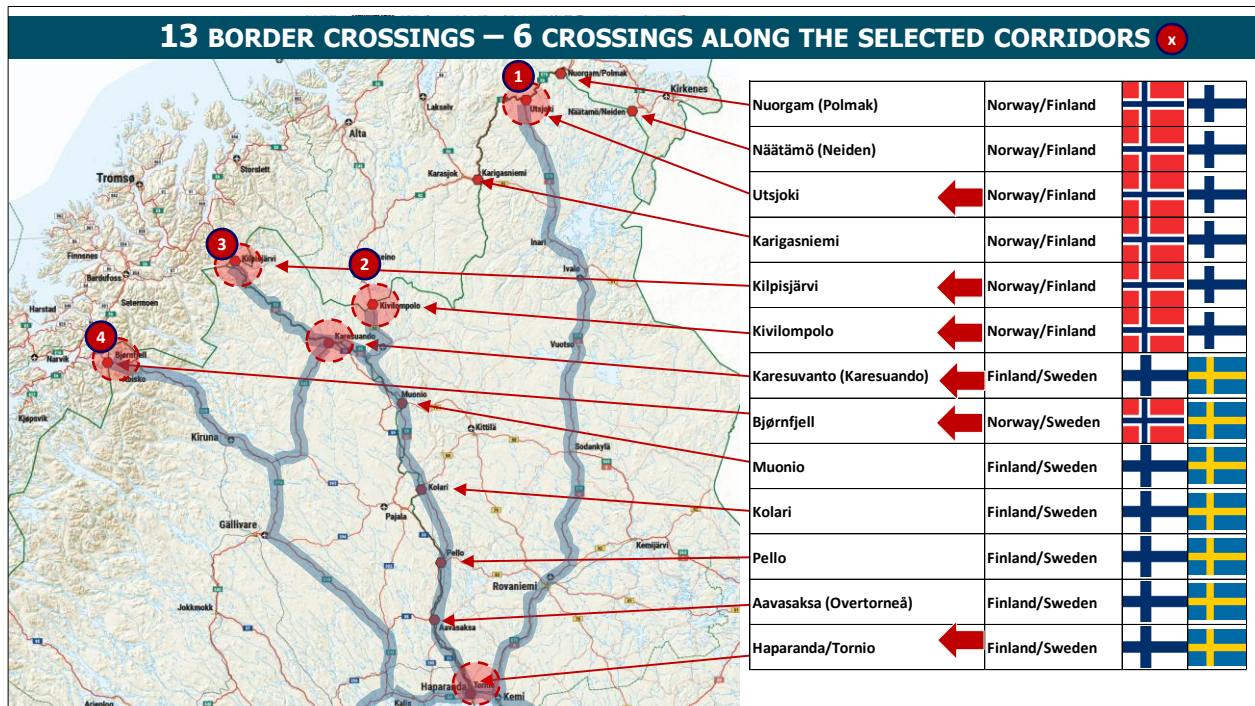 13 BORDER CROSSINGS – 6 CROSSINGS ALONG THE SELECTED CORRIDORS x
1
Nuorgam/Polmak
Kirkenes
Lakselv
Utsjoki
Näätämö/Neiden
Alta
Storslett
Karasjok
Karigasniemi
Tromsø
3
Kilpisjärvi
2
eino
Inari
Finnsnes
Bardufoss
Ivalo
Setermoen
Kivilompolo
Harstad
4
Karesuando
Vuotso
Narvik
Bjørnfjell
Abisko
Kjøpsvik
Muonio
Kittilä
Kiruna
Sodankylä
Kolari
Pajala
Gällivare
Pello
Kemijärvi
Rovaniemi
Jokkmokk
Aavasaksa
Haparanda
Tornio
Kemi
Kalix
Arjeplog
Nuorgam (Polmak) Norway/Finland
Näätämö (Neiden) Norway/Finland
Utsjoki Norway/Finland
Karigasniemi Norway/Finland
Kilpisjärvi Norway/Finland
Kivilompolo Norway/Finland
Karesuvanto (Karesuando) Finland/Sweden
Bjørnfjell Norway/Sweden
Muonio Finland/Sweden
Kolari Finland/Sweden
Pello Finland/Sweden
Aavasaksa (Overtorneå) Finland/Sweden
Haparanda/Tornio Finland/Sweden